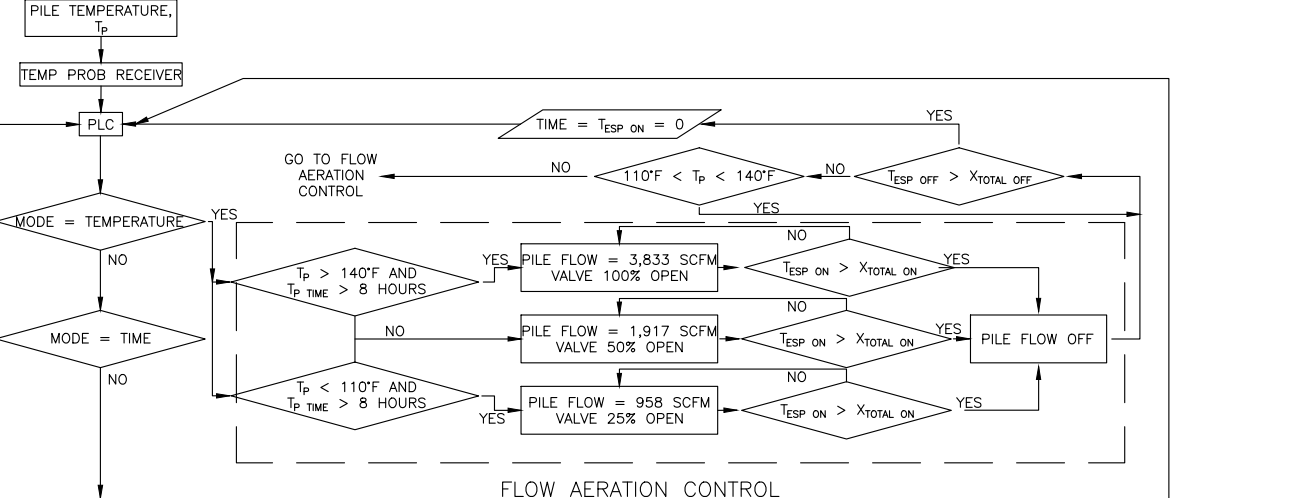 PILE TEMPERATURE,
TP
TEMP PROB RECEIVER
PLC
TIME = TESP ON = 0
YES
GO TO FLOW
AERATION
CONTROL
NO
110°F < TP < 140°F
NO
TESP OFF > XTOTAL OFF
YES
MODE = TEMPERATURE
YES
NO
MODE = TIME
NO
TP > 140°F AND
TP TIME > 8 HOURS
YES
PILE FLOW = 3,833 SCFM
VALVE 100% OPEN
NO
TESP ON > XTOTAL ON
YES
NO
PILE FLOW = 1,917 SCFM
VALVE 50% OPEN
NO
TESP ON > XTOTAL ON
YES
PILE FLOW OFF
TP < 110°F AND
TP TIME > 8 HOURS
YES
PILE FLOW = 958 SCFM
VALVE 25% OPEN
NO
TESP ON > XTOTAL ON
YES
FLOW AERATION CONTROL